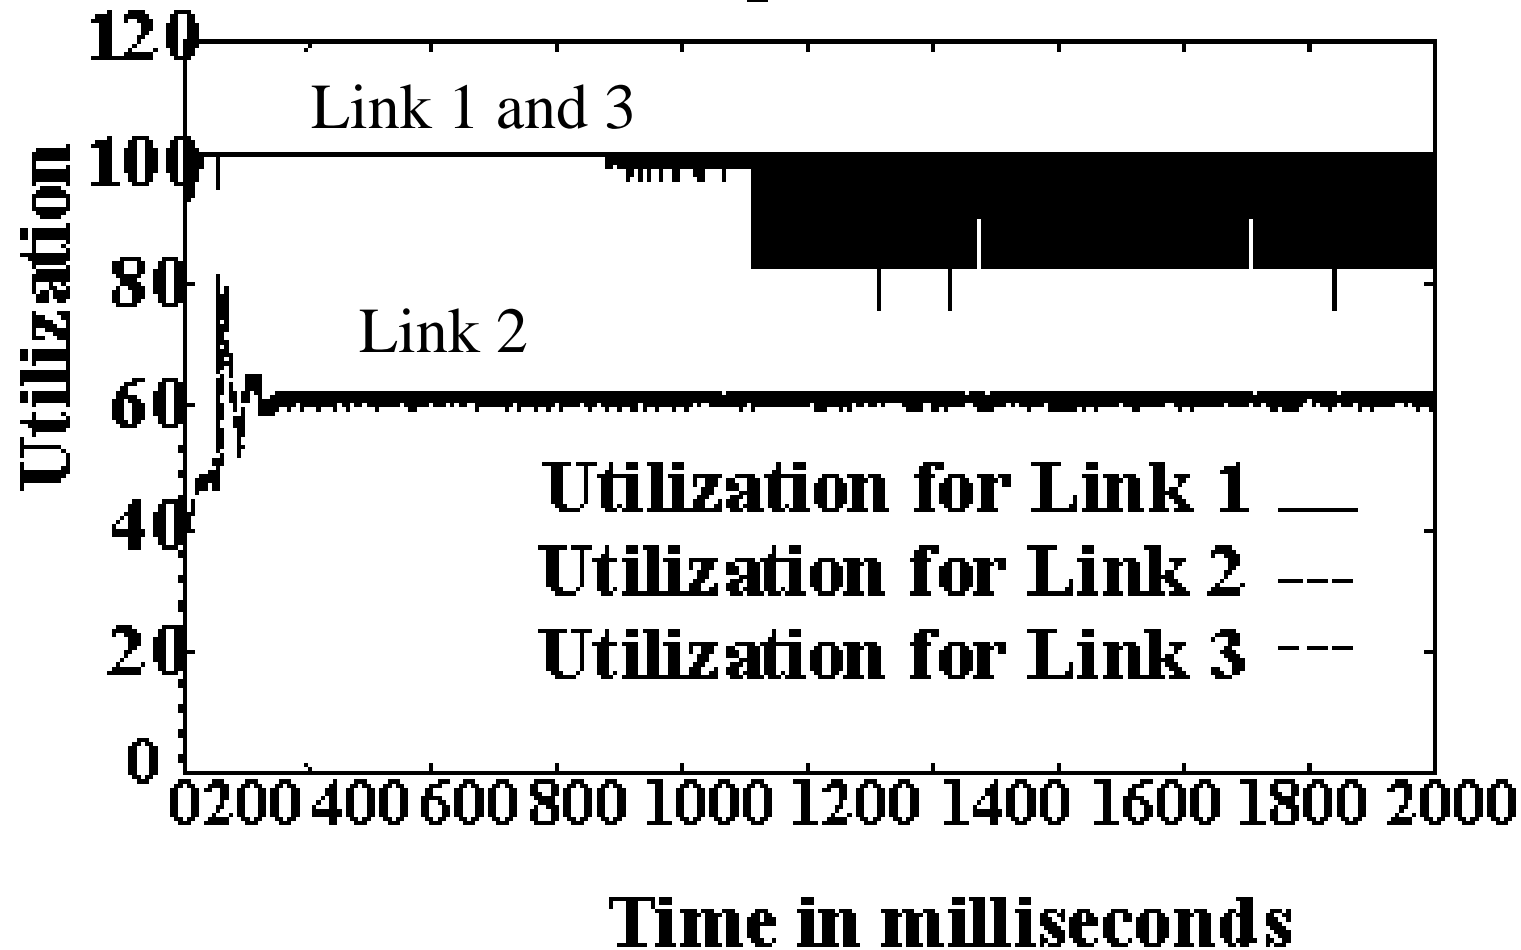 120
Link 1 and 3
100
80
Link 2
60
40
20
0
Utilization
Utilization for Link 1
Utilization for Link 2
Utilization for Link 3
0 200 400 600 800 1000 1200 1400 1600 1800 2000
Time in milliseconds